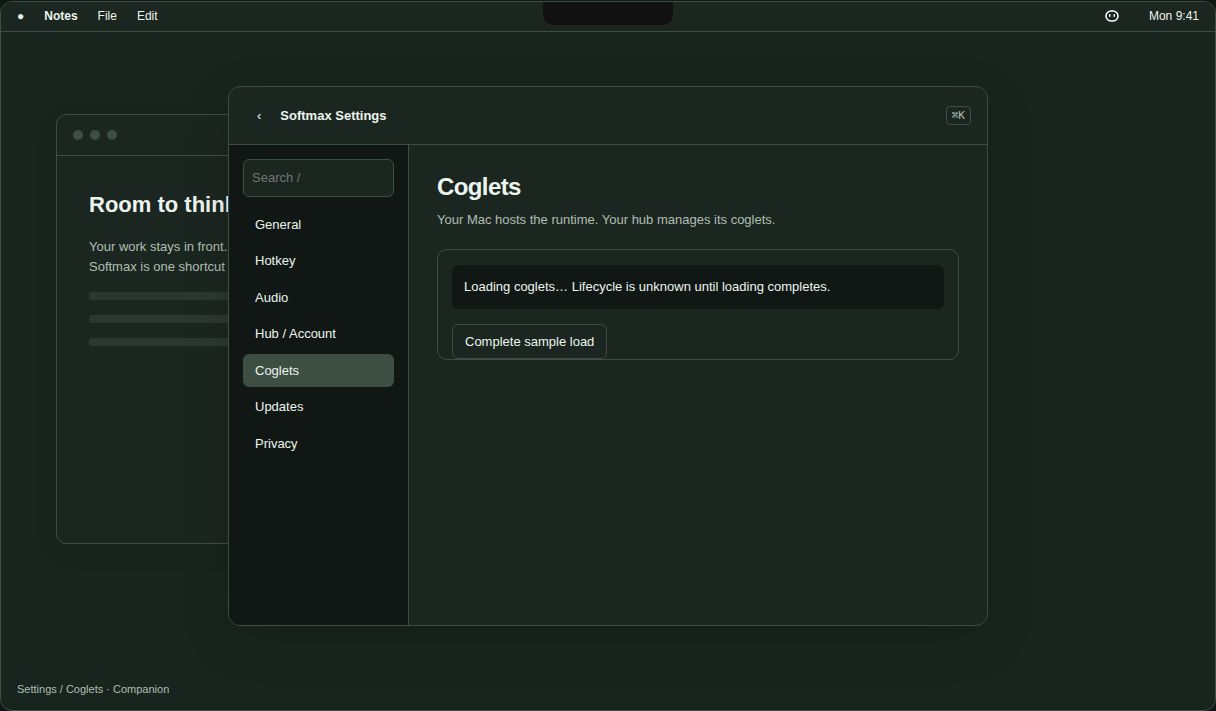 Notes File Edit
Mon 9:41
‹ Softmax Settings
⌘K
Room to think
Your work stays in front.
Softmax is one shortcut
Search /
General
Hotkey
Audio
Hub / Account
Coglets
Updates
Privacy
Coglets
Your Mac hosts the runtime. Your hub manages its coglets.
Loading coglets… Lifecycle is unknown until loading completes.
Complete sample load
Settings / Coglets · Companion